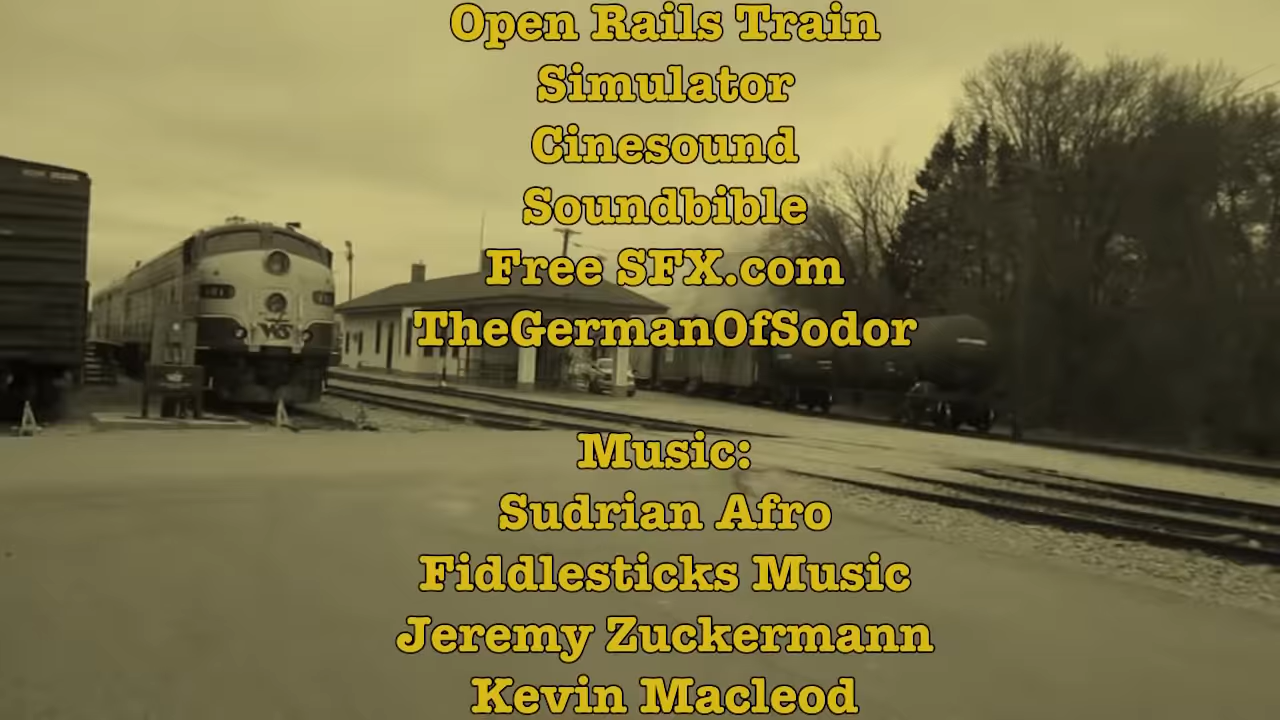 Open Rails Train
Simulator
Cinesound
Soundbible
Free SFX.com
TheGermanOfSodor
Music:
Sudrian Afro
Fiddlesticks Music
Jeremy Zuckermann
Kevin Macleod